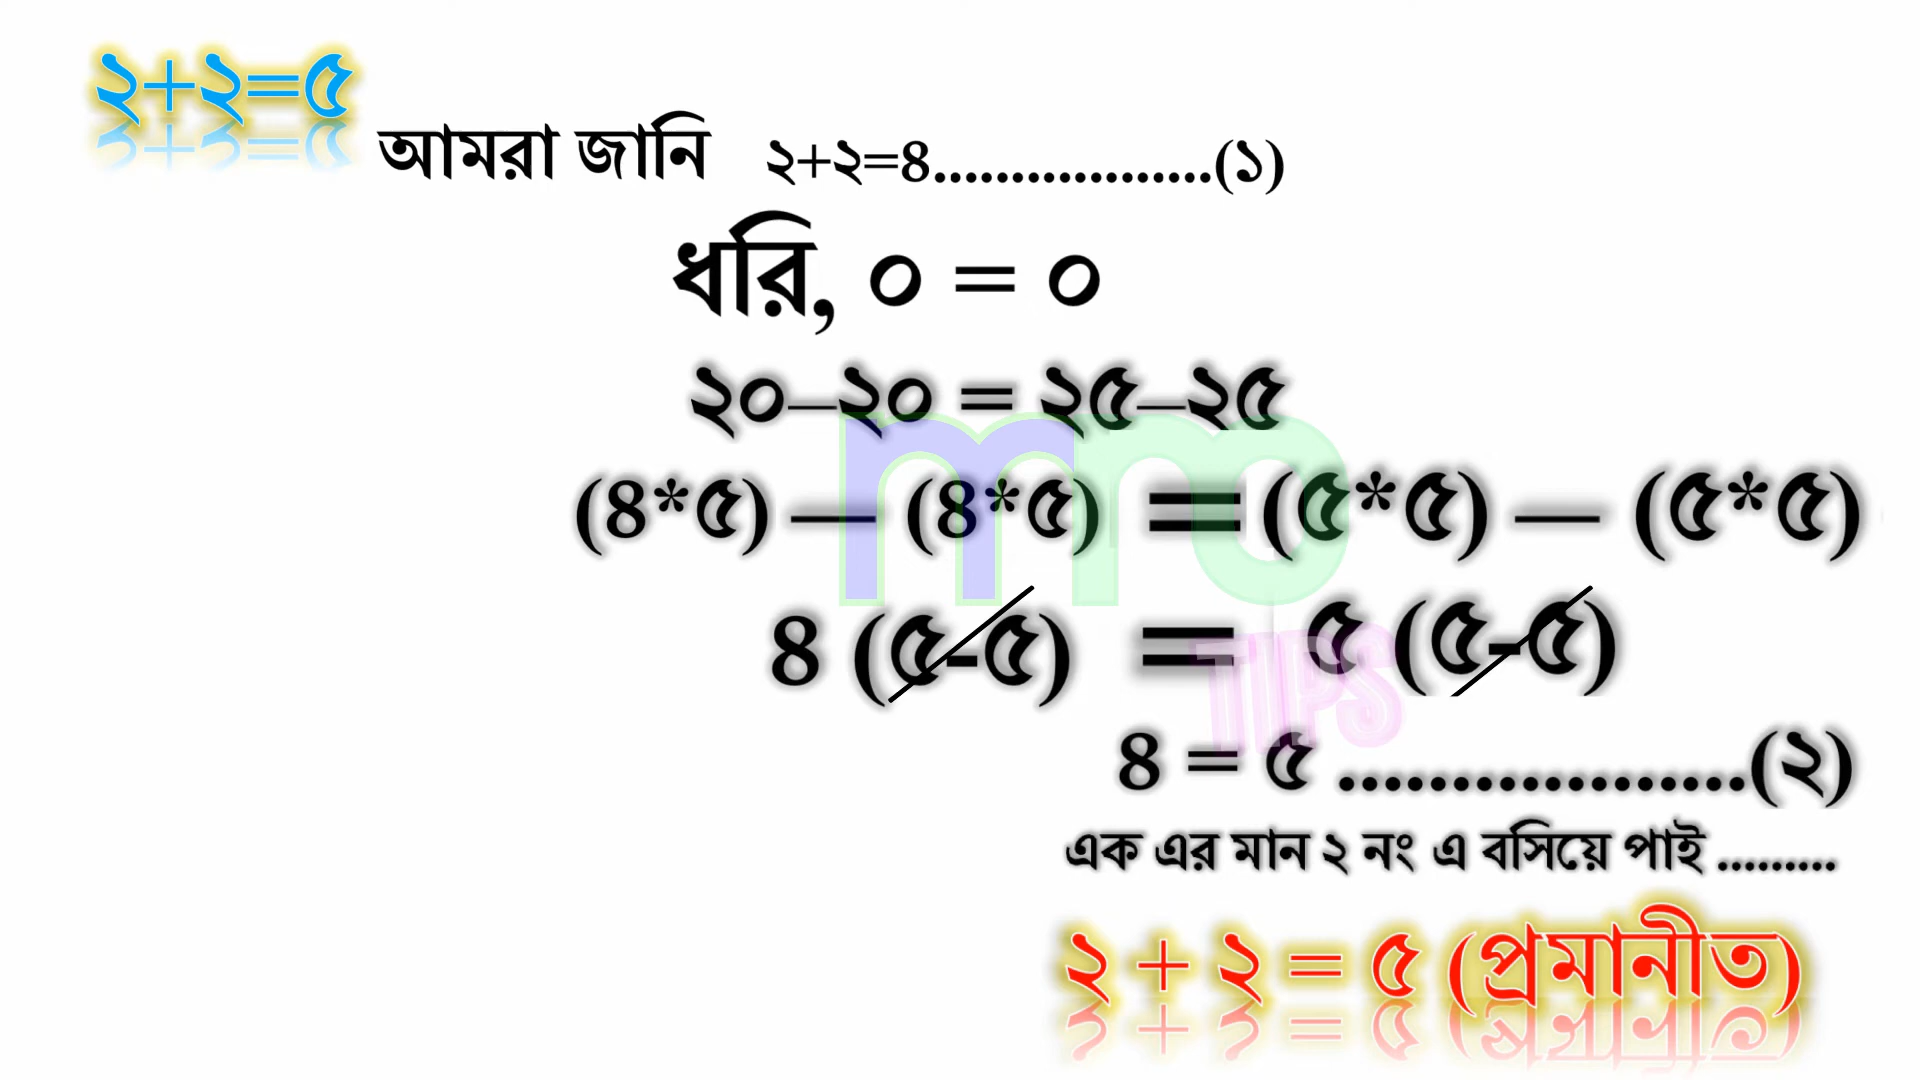 ২+২=৫
আমরা জানি ২+২=৪..................(১)
ধরি, ০ = ০
২০–২০ = ২৫–২৫
(৪*৫) — (৪*৫) = (৫*৫) — (৫*৫)
৪ (৫-৫) = ৫ (৫-৫)
৪ = ৫ ..................(২)
এক এর মান ২ নং এ বসিয়ে পাই .........
২ + ২ = ৫ (প্রমানীত)
mro
TIPS